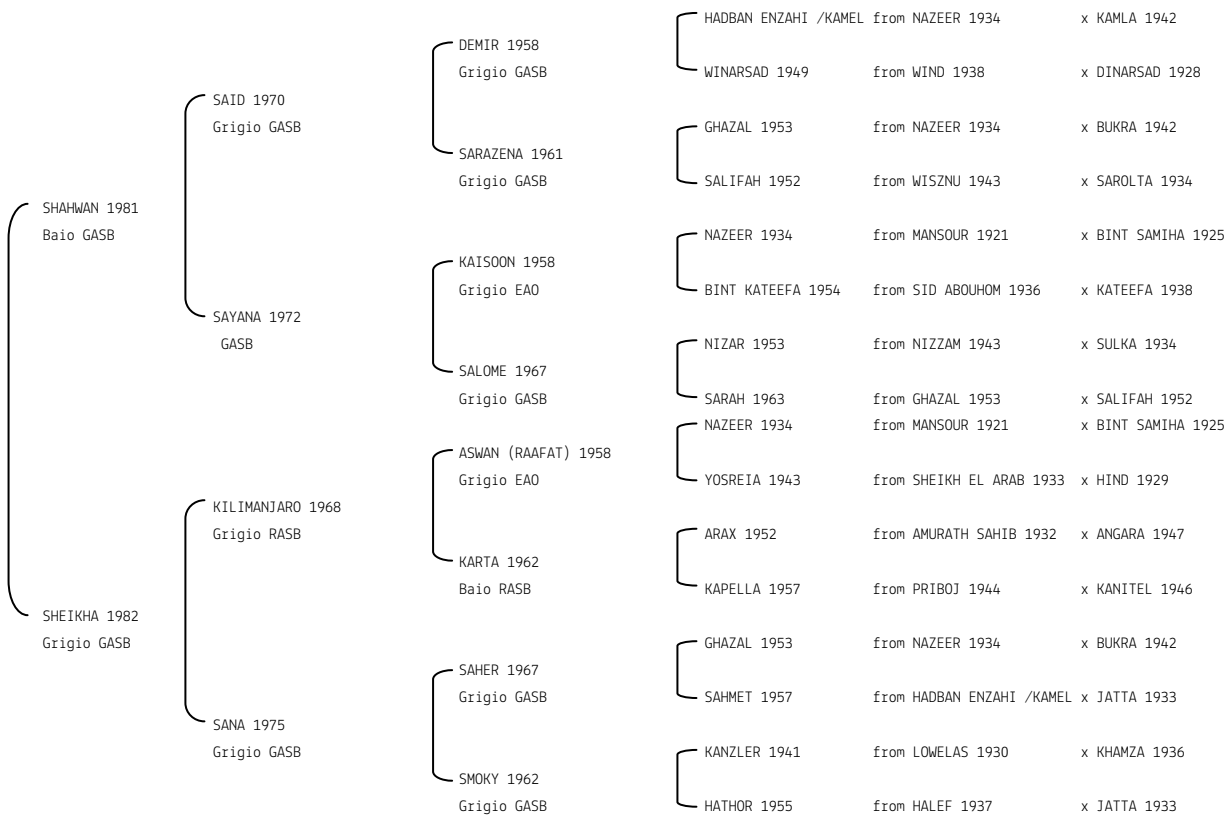 HADBAN ENZAHI /KAMEL from NAZEER 1934 x KAMLA 1942
DEMIR 1958
Grigio GASB
WINARSAD 1949 from WIND 1938 x DINARSAD 1928
SAID 1970
Grigio GASB
GHAZAL 1953 from NAZEER 1934 x BUKRA 1942
SARAZENA 1961
Grigio GASB
SALIFAH 1952 from WISZNU 1943 x SAROLTA 1934
SHAHWAN 1981
Baio GASB
NAZEER 1934 from MANSOUR 1921 x BINT SAMIHA 1925
KAISOON 1958
Grigio EAO
BINT KATEEFA 1954 from SID ABOUHOM 1936 x KATEEFA 1938
SAYANA 1972
GASB
NIZAR 1953 from NIZZAM 1943 x SULKA 1934
SALOME 1967
Grigio GASB
SARAH 1963 from GHAZAL 1953 x SALIFAH 1952
NAZEER 1934 from MANSOUR 1921 x BINT SAMIHA 1925
ASWAN (RAAFAT) 1958
Grigio EAO
YOSREIA 1943 from SHEIKH EL ARAB 1933 x HIND 1929
KILIMANJARO 1968
Grigio RASB
ARAX 1952 from AMURATH SAHIB 1932 x ANGARA 1947
KARTA 1962
Baio RASB
KAPELLA 1957 from PRIBOJ 1944 x KANITEL 1946
SHEIKHA 1982
Grigio GASB
GHAZAL 1953 from NAZEER 1934 x BUKRA 1942
SAHER 1967
Grigio GASB
SAHMET 1957 from HADBAN ENZAHI /KAMEL x JATTA 1933
SANA 1975
Grigio GASB
KANZLER 1941 from LOWELAS 1930 x KHAMZA 1936
SMOKY 1962
Grigio GASB
HATHOR 1955 from HALEF 1937 x JATTA 1933